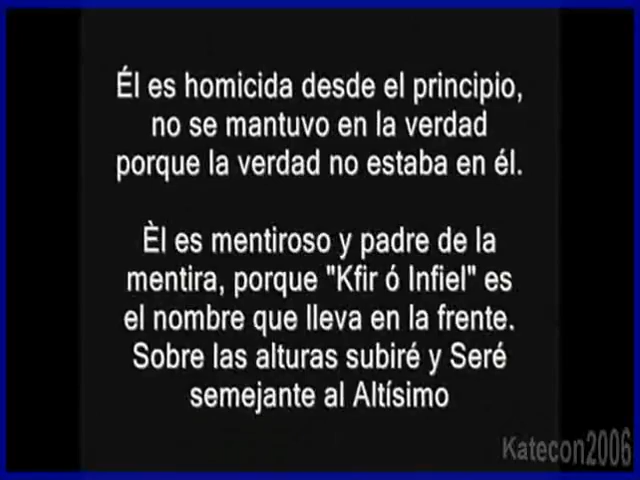 Él es homicida desde el principio,
no se mantuvo en la verdad
porque la verdad no estaba en él.
Èl es mentiroso y padre de la
mentira, porque "Kfir ó Infiel" es
el nombre que lleva en la frente.
Sobre las alturas subiré y Seré
semejante al Altísimo
Katecon2006